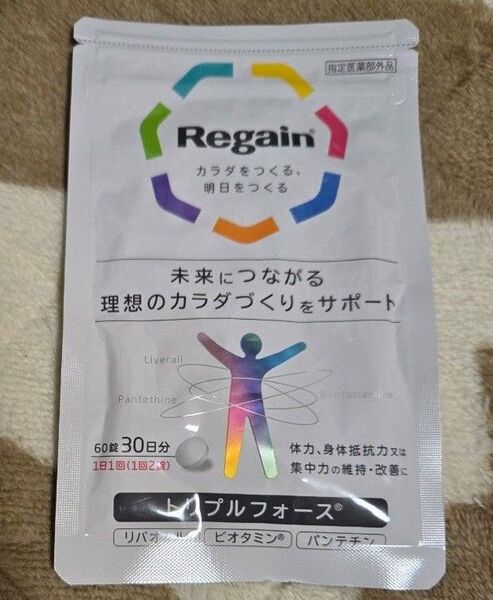 指定医薬部外品
Regain®
カラダをつくる、
明日をつくる
未来につながる
理想のカラダづくりをサポート
Liverall
Pantethine
60錠 30日分
1日1回(1回2錠)
体力、身体抵抗力又は
集中力の維持・改善に
トリプルフォース®
ビオタミン®
パンテチン